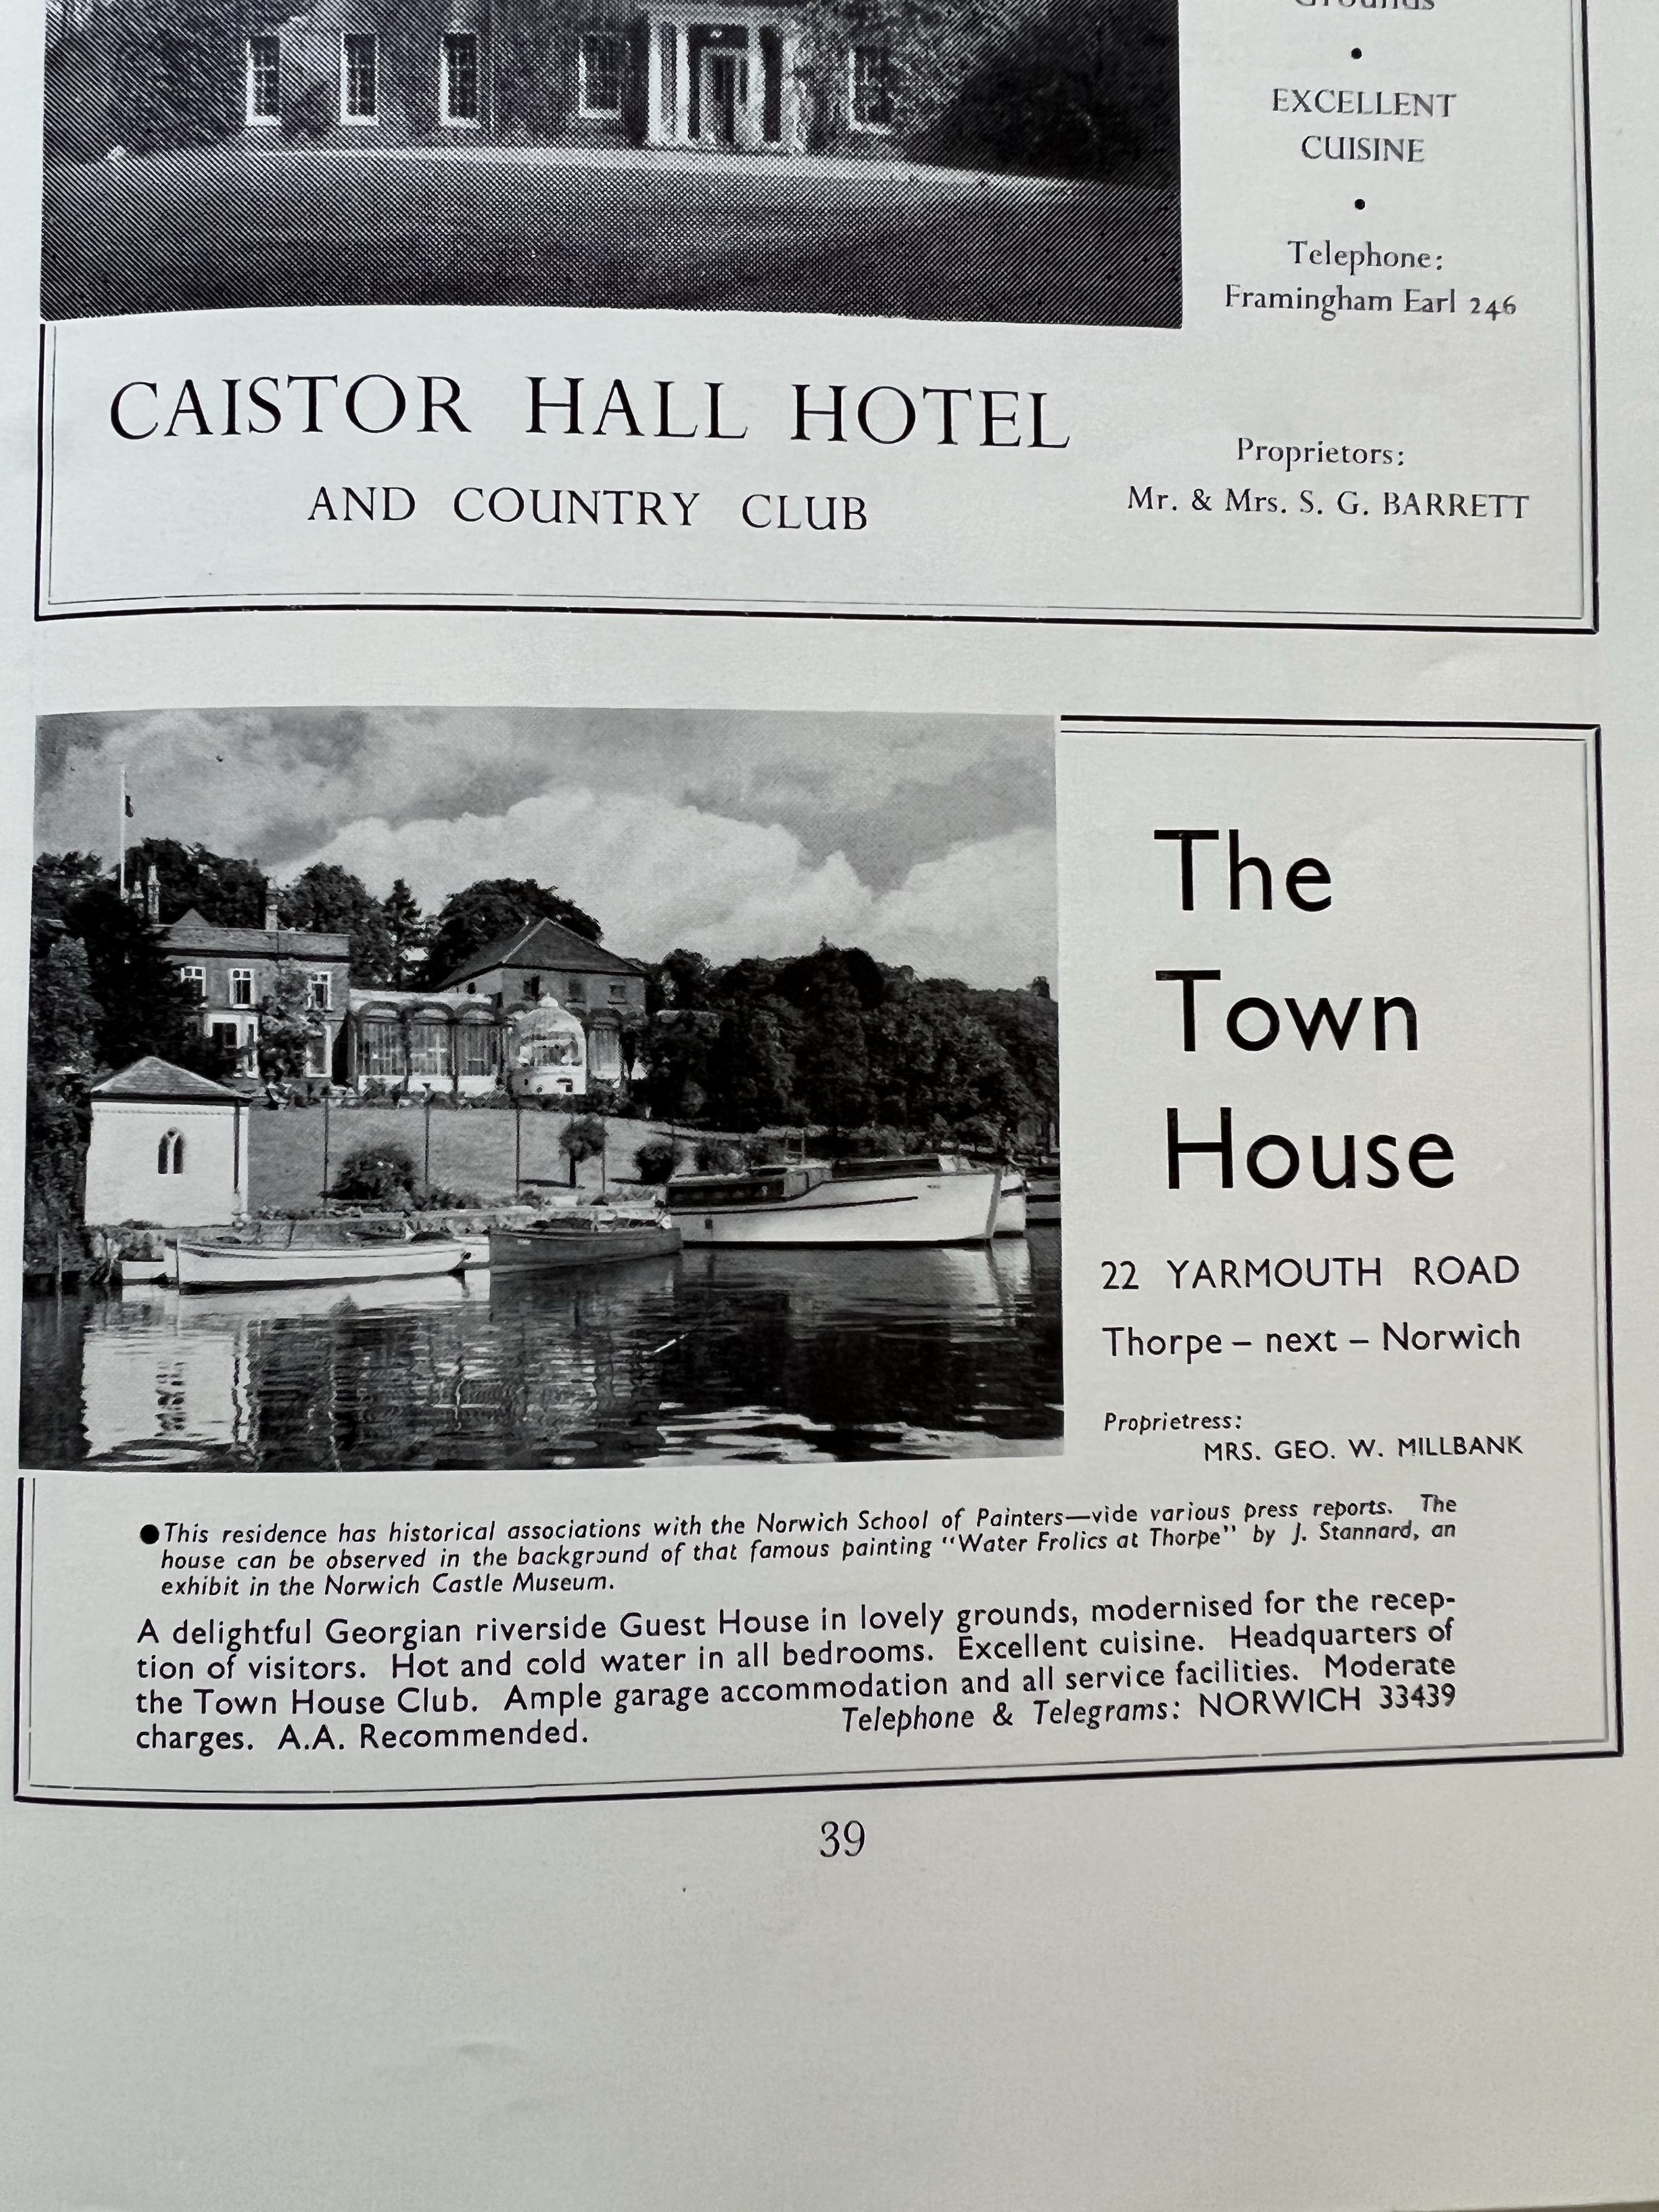 Grounds
•
EXCELLENT
CUISINE
•
Telephone:
Framingham Earl 246
CAISTOR HALL HOTEL
AND COUNTRY CLUB
Proprietors:
Mr. & Mrs. S. G. BARRETT
The
Town
House
22 YARMOUTH ROAD
Thorpe – next – Norwich
Proprietress:
MRS. GEO. W. MILLBANK
●This residence has historical associations with the Norwich School of Painters—vide various press reports. The
house can be observed in the background of that famous painting “Water Frolics at Thorpe” by J. Stannard, an
exhibit in the Norwich Castle Museum.
A delightful Georgian riverside Guest House in lovely grounds, modernised for the recep-
tion of visitors. Hot and cold water in all bedrooms. Excellent cuisine. Headquarters of
the Town House Club. Ample garage accommodation and all service facilities. Moderate
charges. A.A. Recommended. Telephone & Telegrams: NORWICH 33439
39